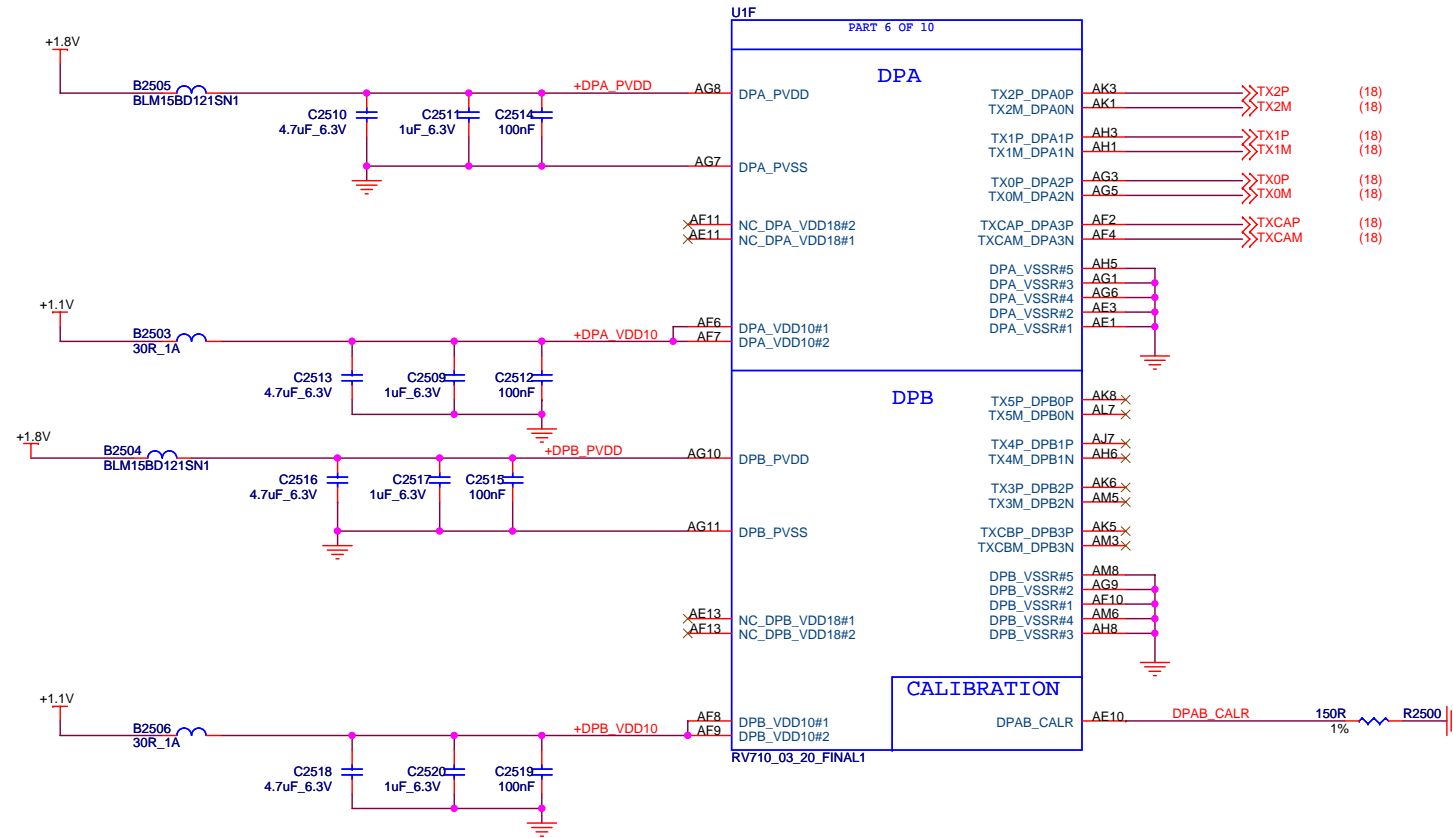 U1F
PART 6 OF 10
+1.8V
DPA
B2505
BLM15BD121SN1
+DPA_PVDD
AG8
DPA_PVDD
C2510
4.7uF_6.3V
C2511
1uF_6.3V
C2514
100nF
AG7
DPA_PVSS
AF11
NC_DPA_VDD18#2
AE11
NC_DPA_VDD18#1
TX2P_DPA0P
AK3
TX2P
(18)
TX2M_DPA0N
AK1
TX2M
(18)
TX1P_DPA1P
AH3
TX1P
(18)
TX1M_DPA1N
AH1
TX1M
(18)
TX0P_DPA2P
AG3
TX0P
(18)
TX0M_DPA2N
AG5
TX0M
(18)
TXCAP_DPA3P
AF2
TXCAP
(18)
TXCAM_DPA3N
AF4
TXCAM
(18)
DPA_VSSR#5
AH5
DPA_VSSR#3
AG1
DPA_VSSR#4
AG6
DPA_VSSR#2
AE3
DPA_VSSR#1
AE1
+1.1V
B2503
30R_1A
+DPA_VDD10
AF6
DPA_VDD10#1
AF7
DPA_VDD10#2
C2513
4.7uF_6.3V
C2509
1uF_6.3V
C2512
100nF
DPB
+1.8V
B2504
BLM15BD121SN1
+DPB_PVDD
AG10
DPB_PVDD
C2516
4.7uF_6.3V
C2517
1uF_6.3V
C2515
100nF
AG11
DPB_PVSS
AE13
NC_DPB_VDD18#1
AF13
NC_DPB_VDD18#2
TX5P_DPB0P
AK8
TX5M_DPB0N
AL7
TX4P_DPB1P
AJ7
TX4M_DPB1N
AH6
TX3P_DPB2P
AK6
TX3M_DPB2N
AM5
TXCBP_DPB3P
AK5
TXCBM_DPB3N
AM3
DPB_VSSR#5
AM8
DPB_VSSR#2
AG9
DPB_VSSR#1
AF10
DPB_VSSR#4
AM6
DPB_VSSR#3
AH8
+1.1V
B2506
30R_1A
+DPB_VDD10
AF8
DPB_VDD10#1
AF9
DPB_VDD10#2
C2518
4.7uF_6.3V
C2520
1uF_6.3V
C2519
100nF
CALIBRATION
DPAB_CALR
AE10
DPAB_CALR
150R
1%
R2500
RV710_03_20_FINAL1